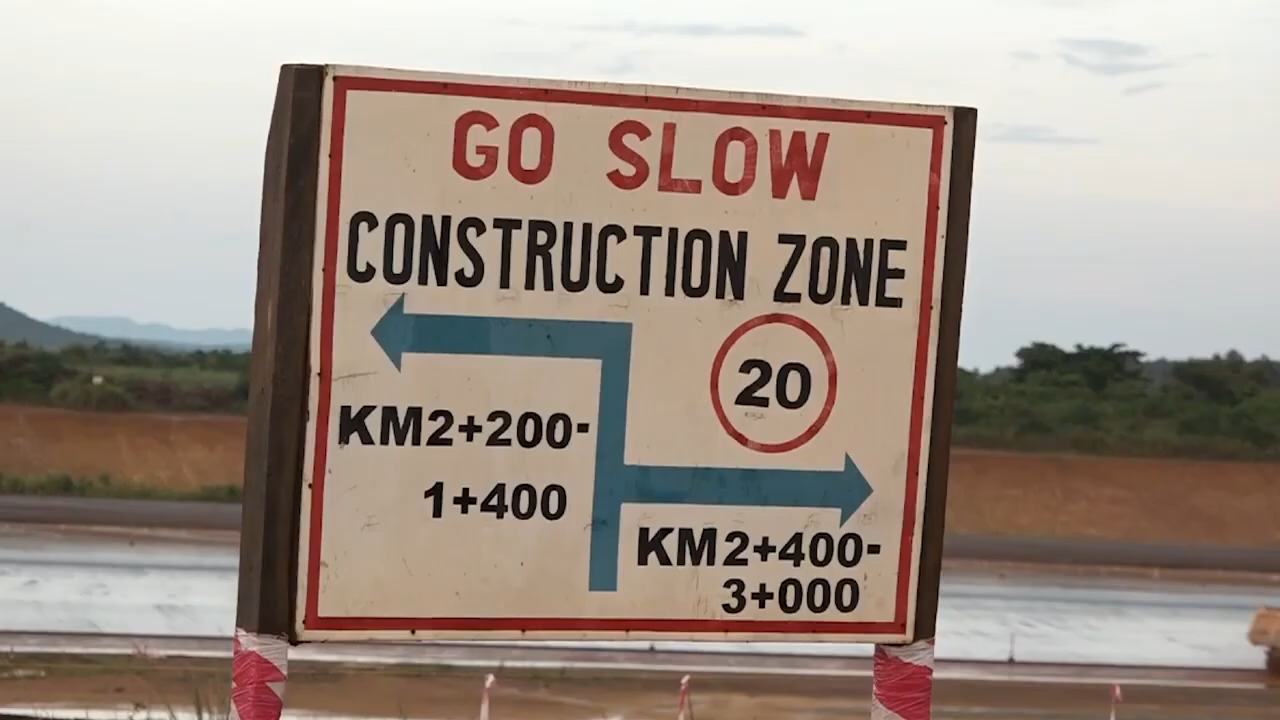 GO SLOW
CONSTRUCTION ZONE
20
KM2+200-
1+400
KM2+400-
3+000